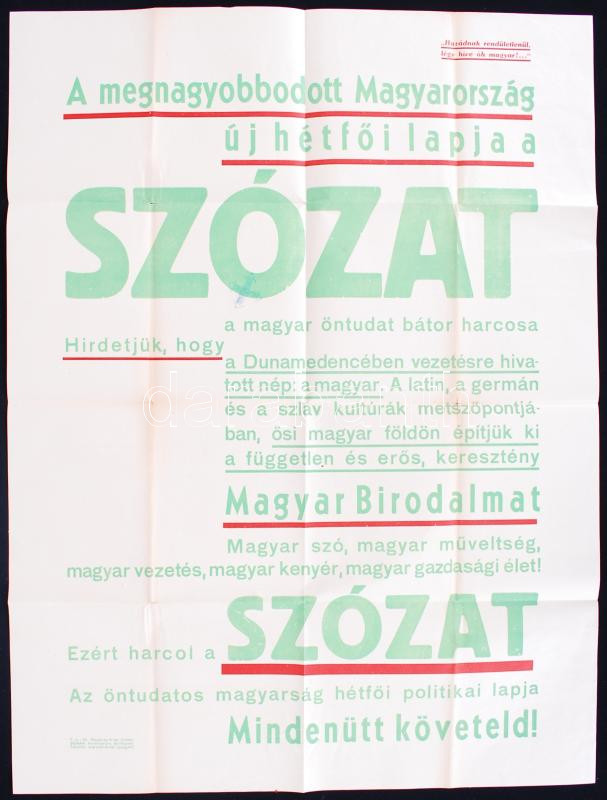 „Hazádnak rendületlenül,
légy híve óh magyar!...“
A megnagyobbodott Magyarország
új hétfői lapja a
SZÓZAT
a magyar öntudat bátor harcosa
Hirdetjük, hogy
a Dunamedencében vezetésre hiva-
tott nép: a magyar. A latin, a germán
és a szláv kultúrák metszőpontjá-
ban, ősi magyar földön építjük ki
a független és erős, keresztény
Magyar Birodalmat
Magyar szó, magyar műveltség,
magyar vezetés, magyar kenyér, magyar gazdasági élet!
Ezért harcol a SZÓZAT
Az öntudatos magyarság hétfői politikai lapja
Mindenütt követeld!